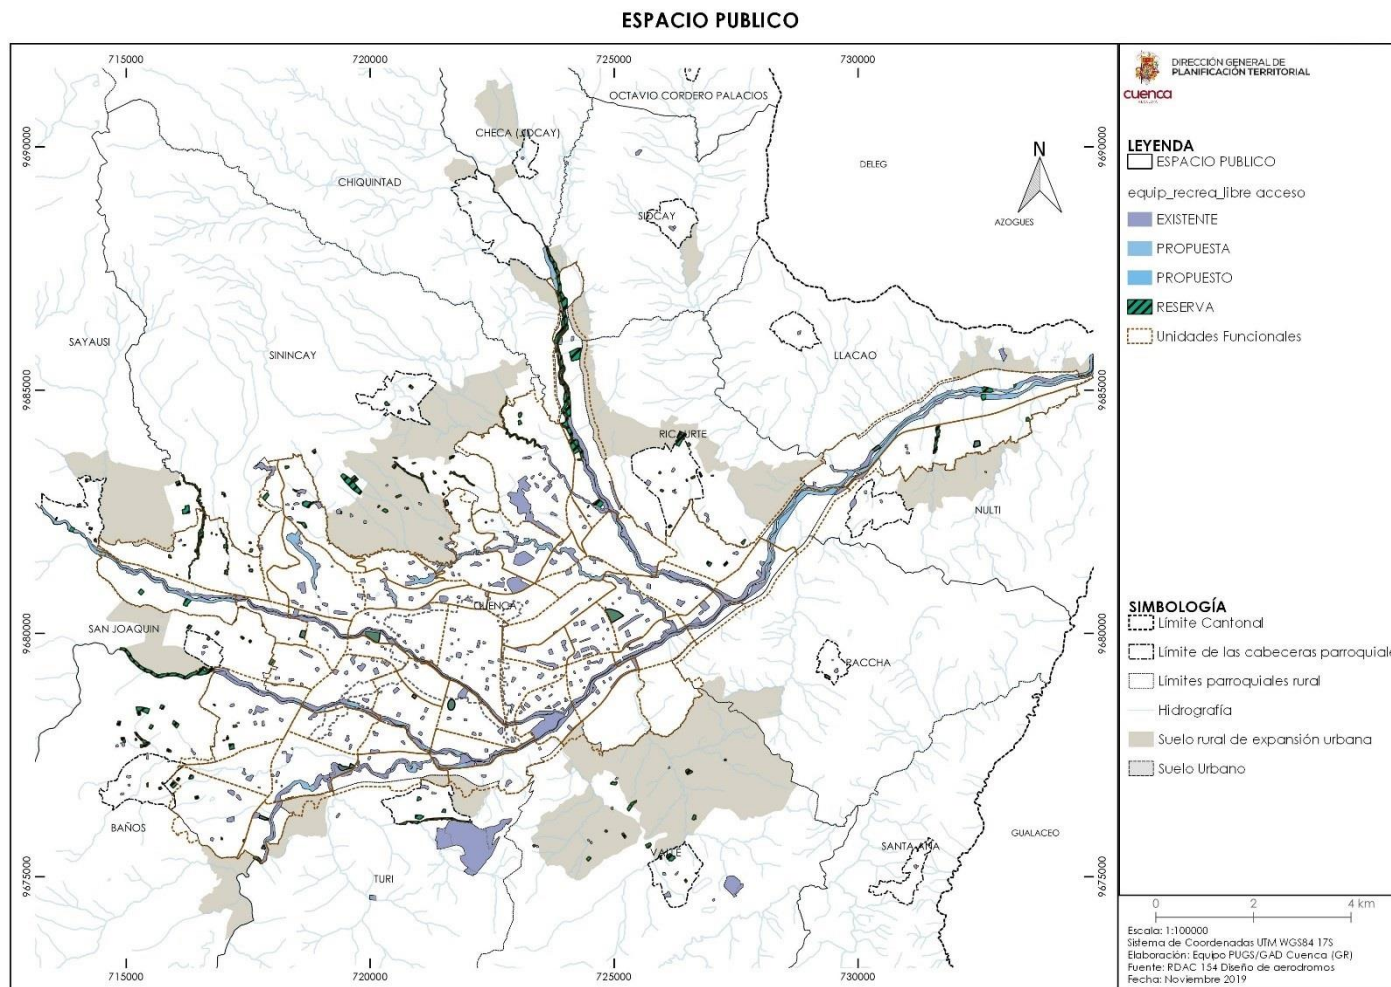 ESPACIO PUBLICO
715000
720000
725000
730000
OCTAVIO CORDERO PALACIOS
CHECA (JIDCAY)
DELEG
CHIQUINTAD
SIDCAY
AZOGUES
9690000
9690000
SAYAUSI
SININCAY
LLACAO
9685000
9685000
RICAURTE
NULTI
CUENCA
SAN JOAQUIN
9680000
9680000
PACCHA
BAÑOS
GUALACEO
VALLE
SANTA ANA
TURI
9675000
9675000
715000
720000
725000
730000
DIRECCIÓN GENERAL DE
PLANIFICACIÓN TERRITORIAL
cuenca
LEYENDA
ESPACIO PUBLICO
equip_recrea_libre acceso
EXISTENTE
PROPUESTA
PROPUESTO
RESERVA
Unidades Funcionales
N
SIMBOLOGÍA
Límite Cantonal
Límite de las cabeceras parroquiale
Límites parroquiales rural
Hidrografía
Suelo rural de expansión urbana
Suelo Urbano
0 2 4 km
Escala: 1:100000
Sistema de Coordenadas UTM WGS84 17S
Elaboración: Equipo PUGS/GAD Cuenca (GR)
Fuente: RDAC 154 Diseño de aerodromos
Fecha: Noviembre 2019